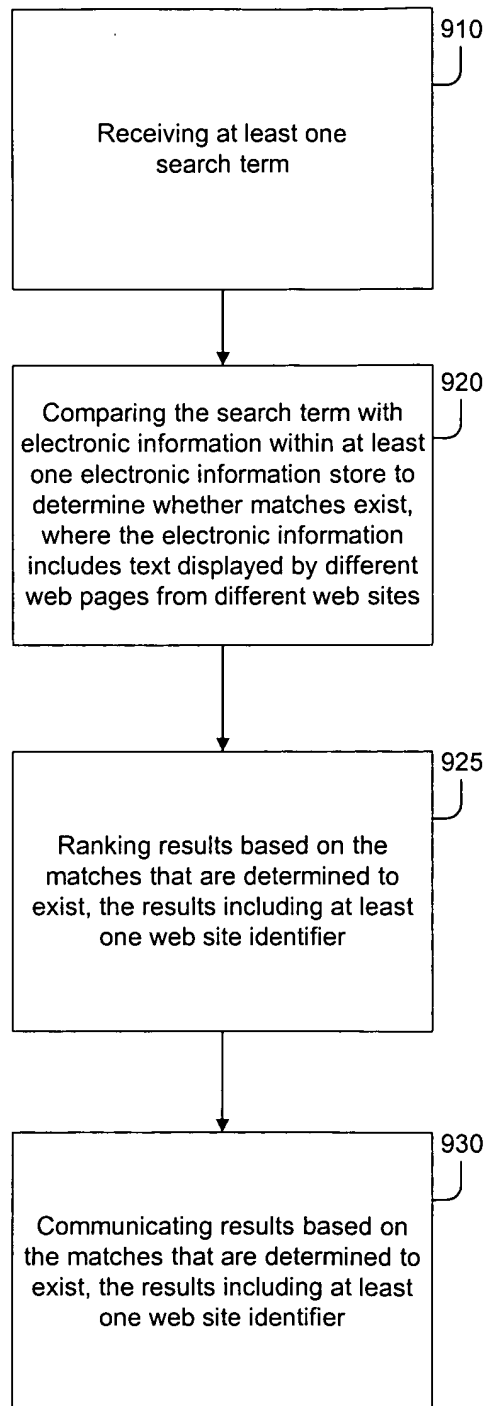 910
Receiving at least one
search term
920
Comparing the search term with
electronic information within at least
one electronic information store to
determine whether matches exist,
where the electronic information
includes text displayed by different
web pages from different web sites
925
Ranking results based on the
matches that are determined to
exist, the results including at least
one web site identifier
930
Communicating results based on
the matches that are determined to
exist, the results including at least
one web site identifier